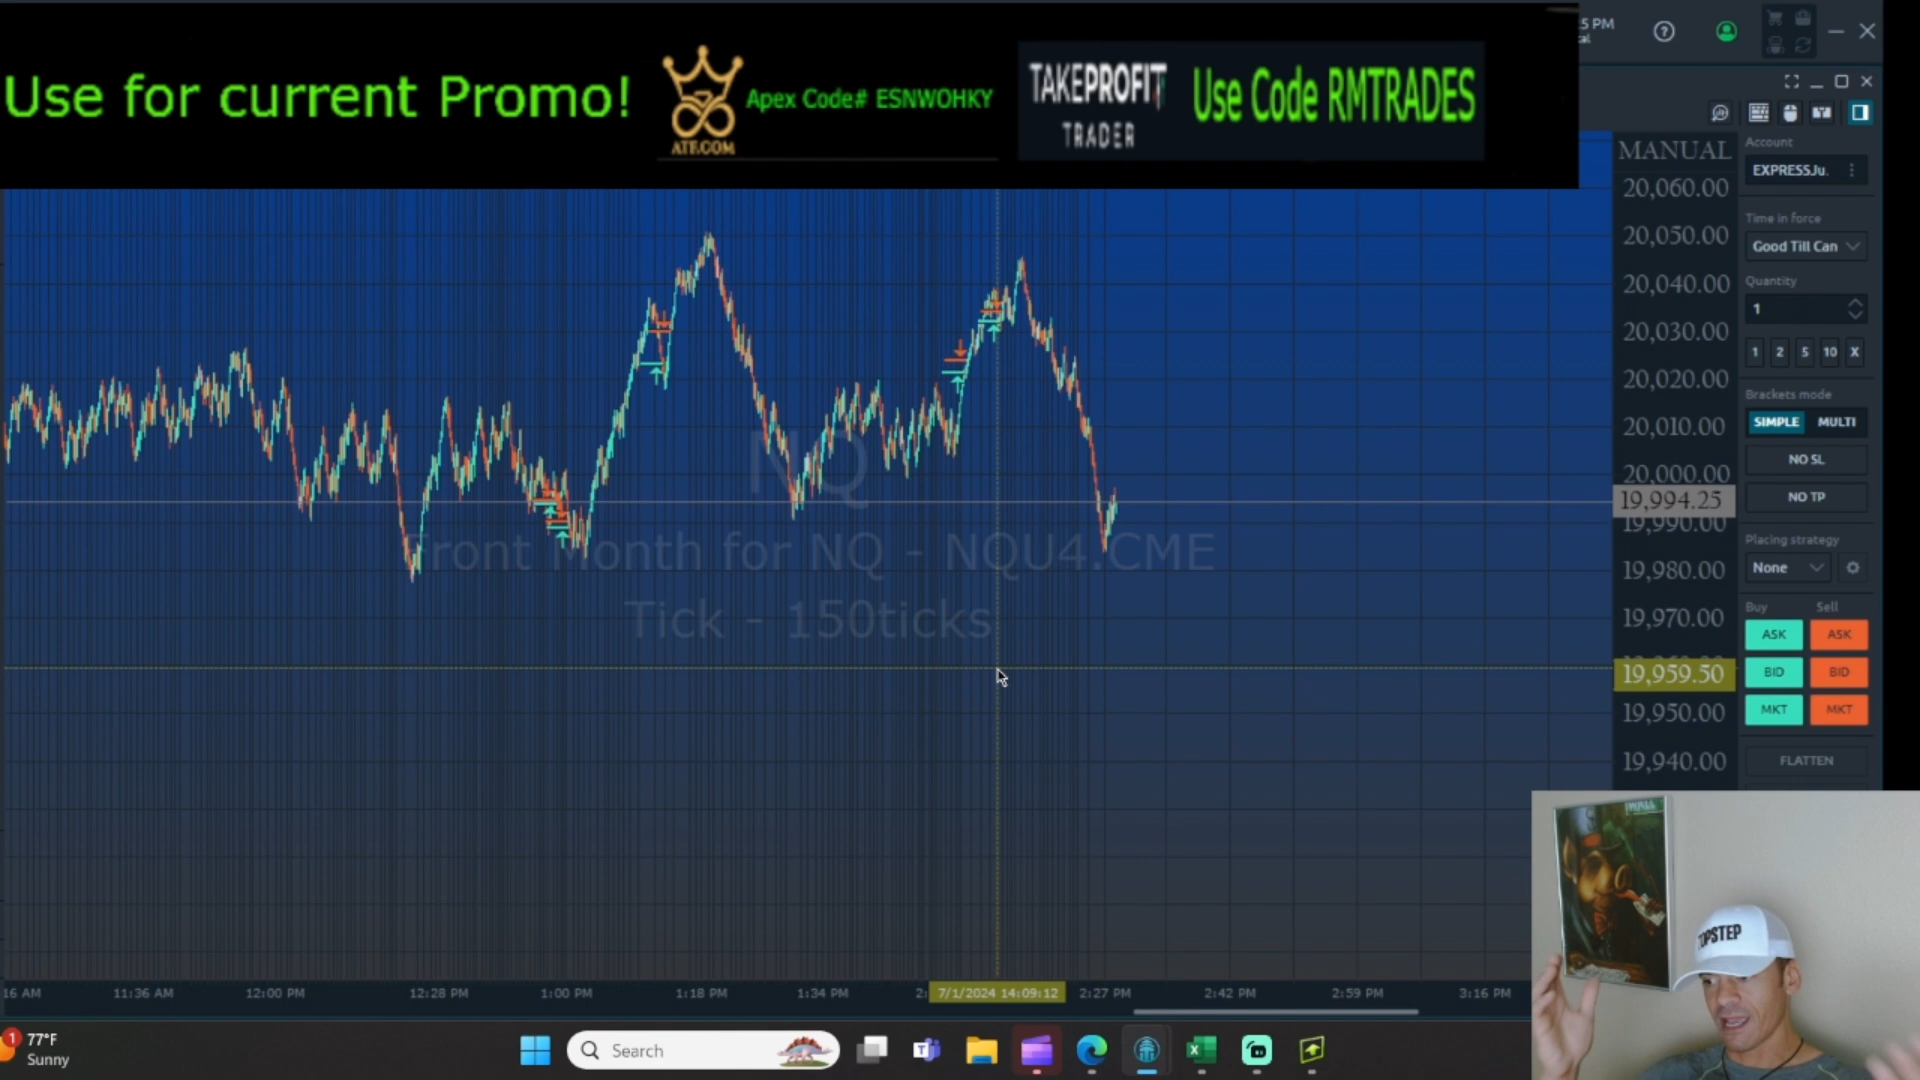 Use for current Promo!
ATF.COM
Apex Code# ESNWOHKY
TAKEPROFIT
TRADER
Use Code RMTRADES
5 PM
MANUAL
20,060.00
20,050.00
20,040.00
20,030.00
20,020.00
20,010.00
20,000.00
19,994.25
19,990.00
19,980.00
19,970.00
19,959.50
19,950.00
19,940.00
Account
EXPRESSJu.
Time in force
Good Till Can
Quantity
1
1 2 5 10 X
Brackets mode
SIMPLE MULTI
NO SL
NO TP
Placing strategy
None
Buy Sell
ASK ASK
BID BID
MKT MKT
FLATTEN
NQ
Front Month for NQ - NQU4.CME
Tick - 150ticks
16 AM 11:36 AM 12:00 PM 12:28 PM 1:00 PM 1:18 PM 1:34 PM 2: 7/1/2024 14:09:12 2:27 PM 2:42 PM 2:59 PM 3:16 PM
TOPSTEP
1
77°F
Sunny
Search